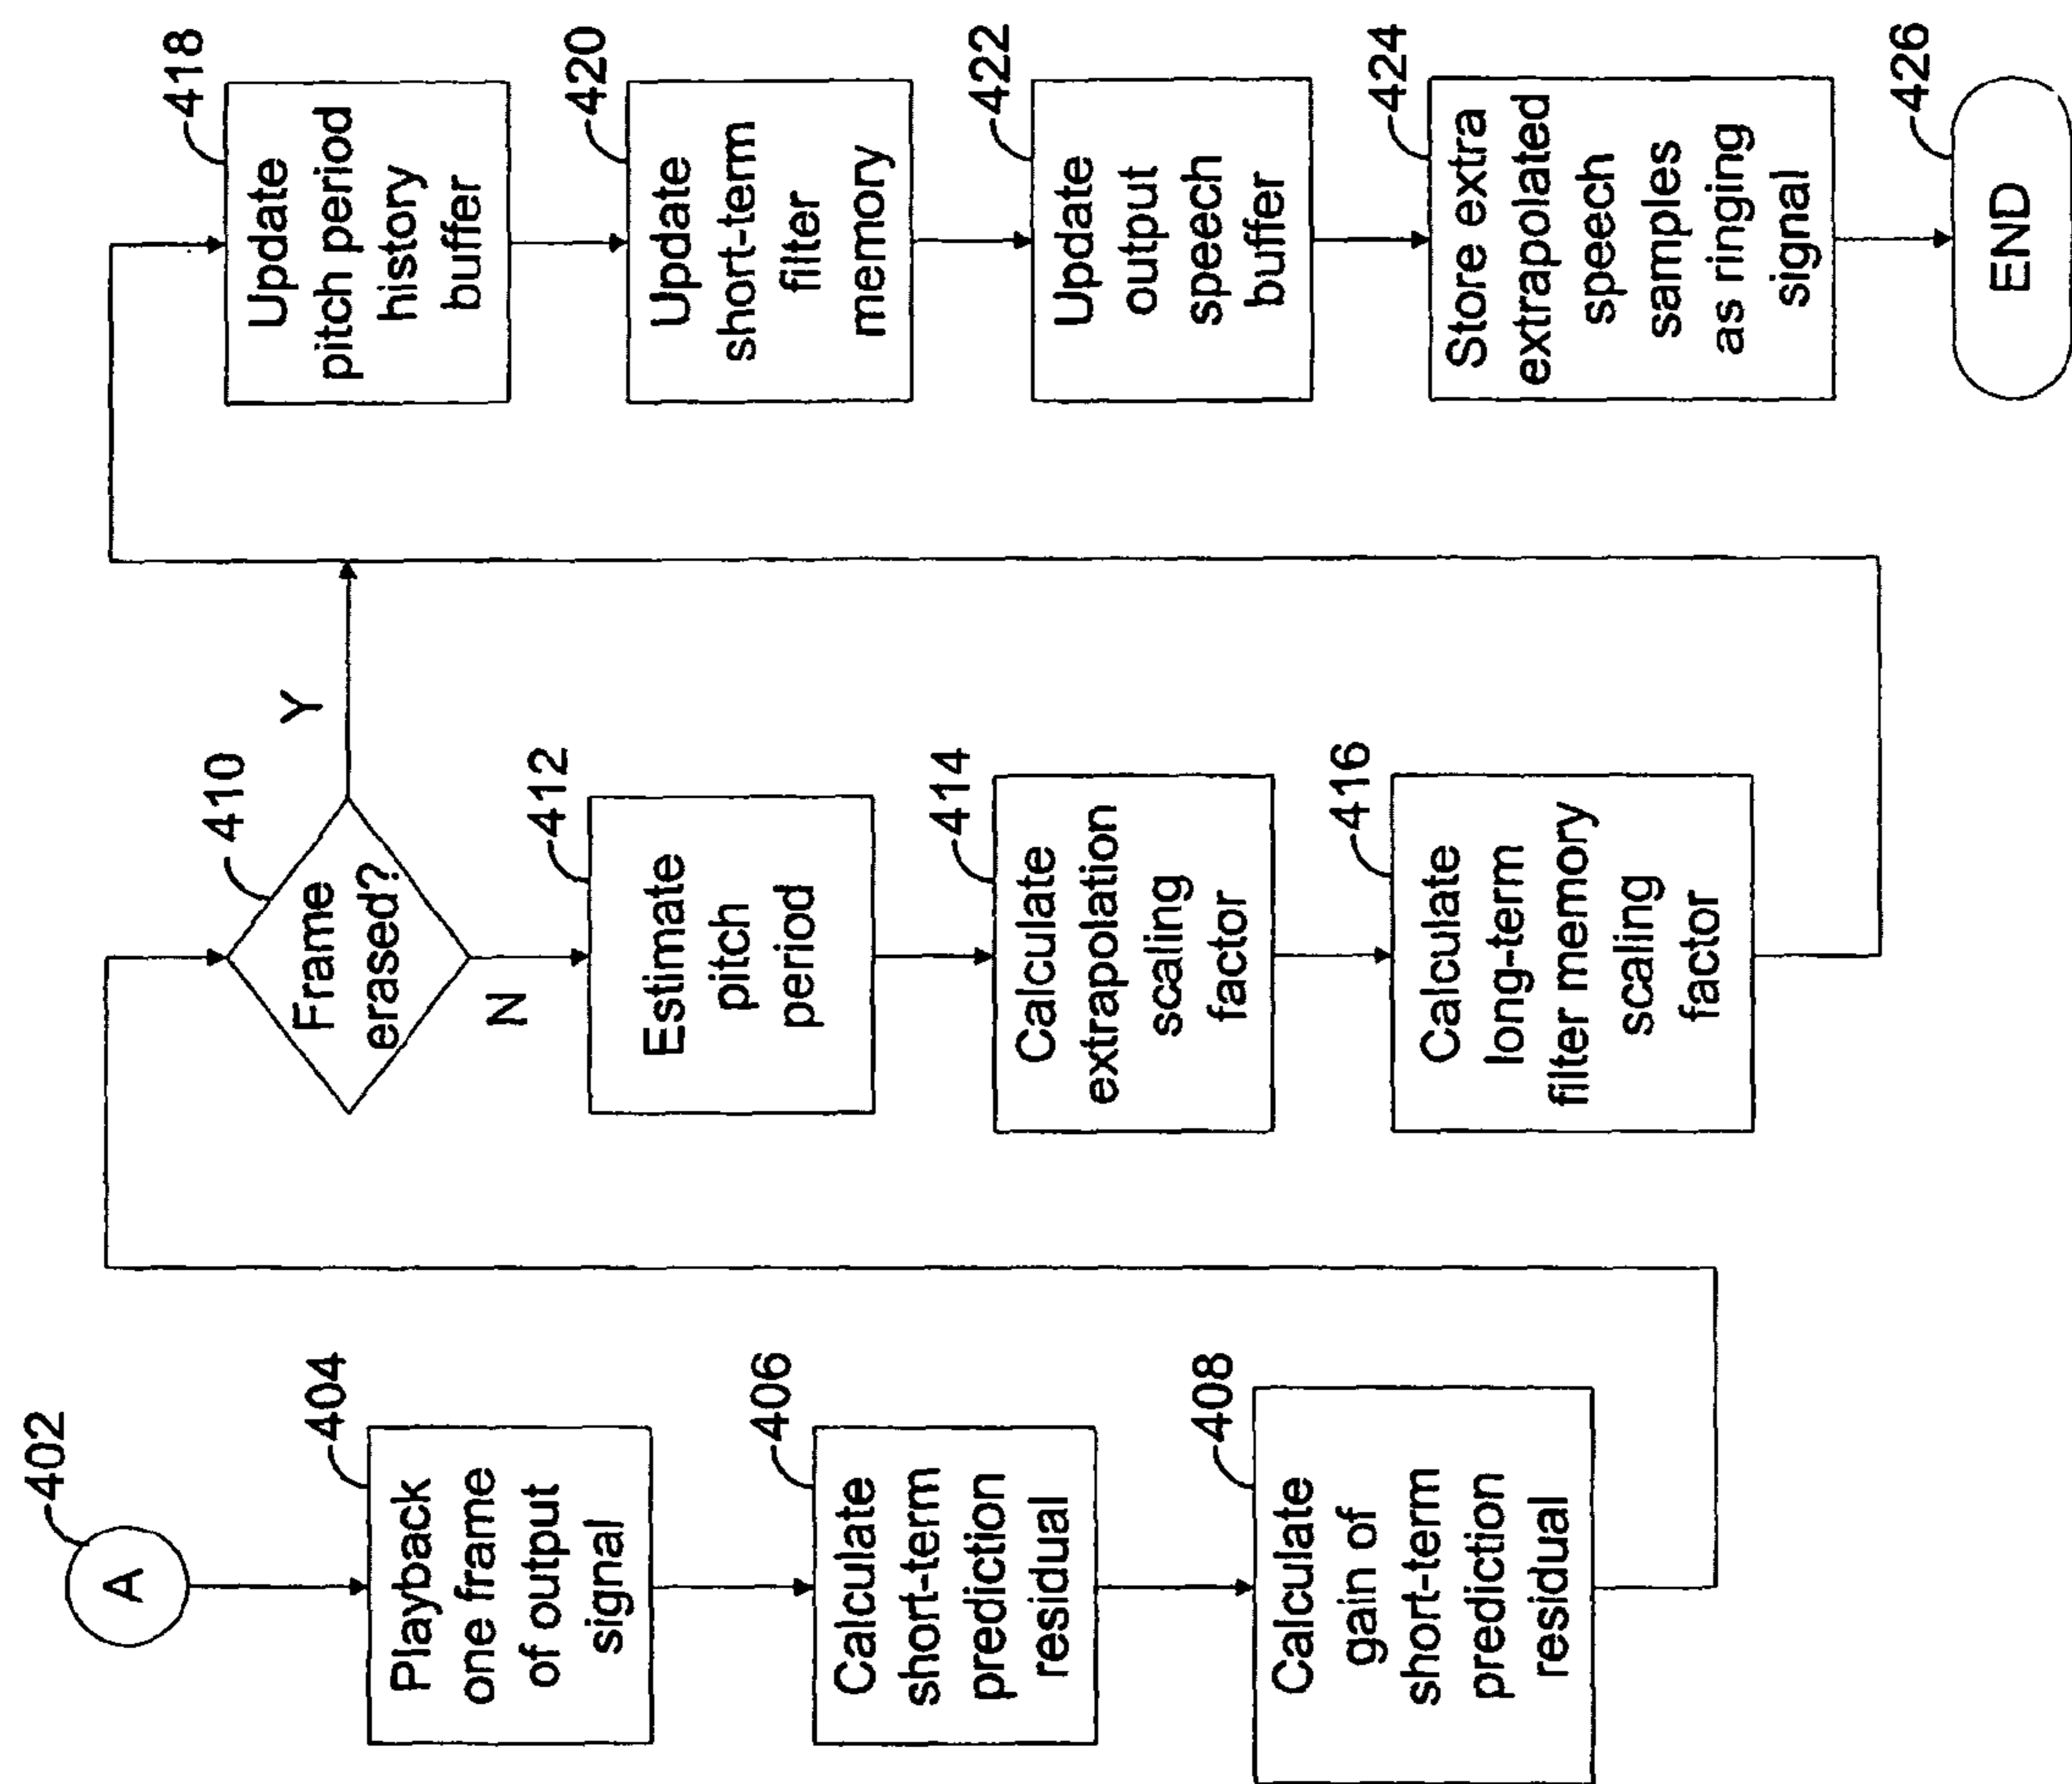 402
A
404
Playback
one frame
of output
signal
406
Calculate
short-term
prediction
residual
408
Calculate
gain of
short-term
prediction
residual
410
Frame
erased?
Y
N
412
Estimate
pitch
period
414
Calculate
extrapolation
scaling
factor
416
Calculate
long-term
filter memory
scaling
factor
418
Update
pitch period
history
buffer
420
Update
short-term
filter
memory
422
Update
output
speech
buffer
424
Store extra
extrapolated
speech
samples
as ringing
signal
426
END